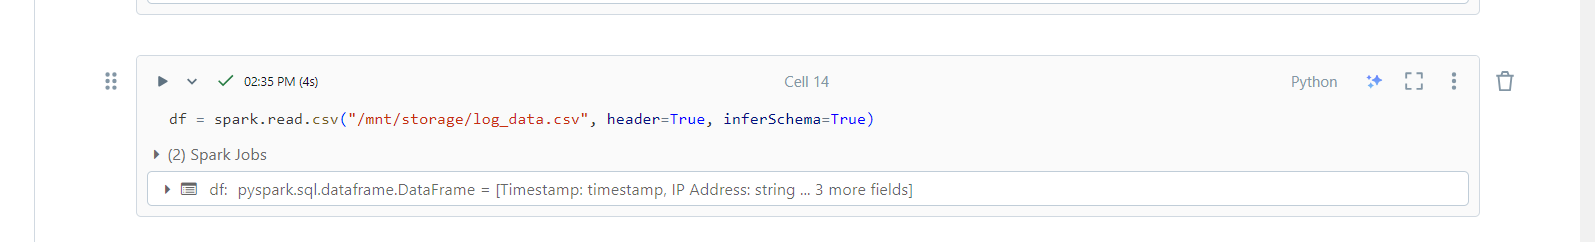 02:35 PM (4s)
Cell 14
Python
df = spark.read.csv("/mnt/storage/log_data.csv", header=True, inferSchema=True)
(2) Spark Jobs
df: pyspark.sql.dataframe.DataFrame = [Timestamp: timestamp, IP Address: string ... 3 more fields]